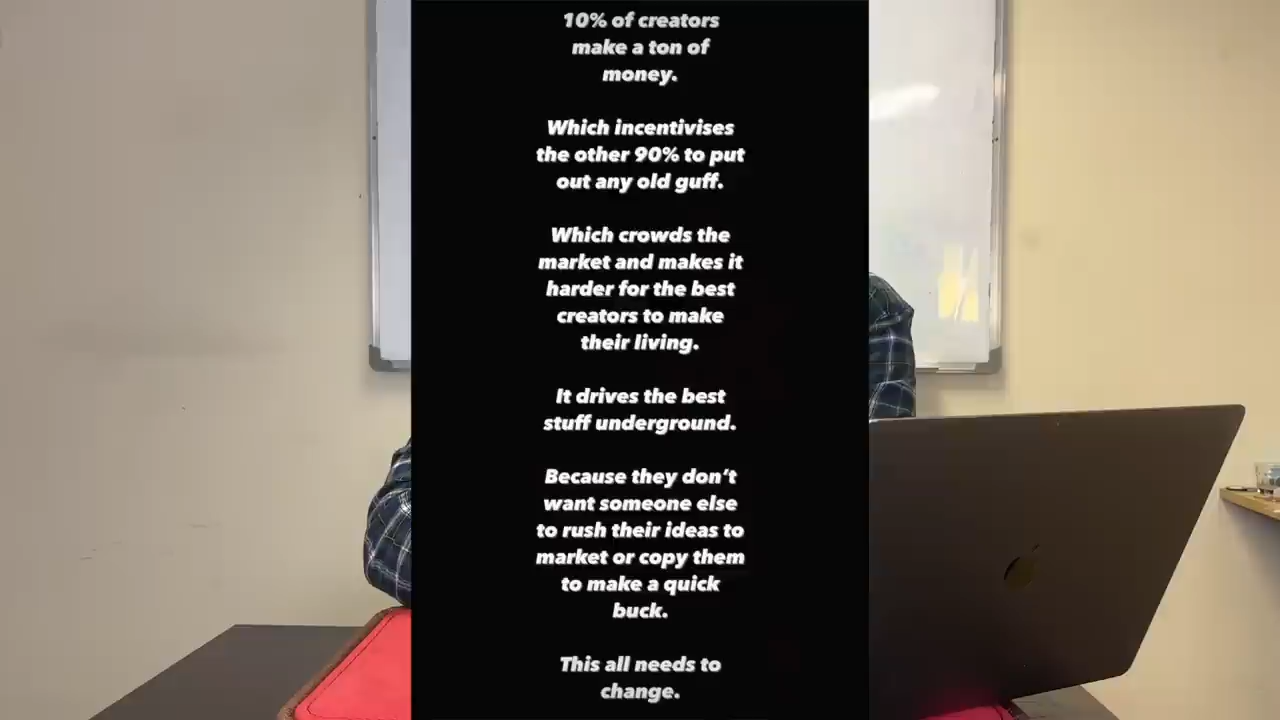 10% of creators
make a ton of
money.
Which incentivises
the other 90% to put
out any old guff.
Which crowds the
market and makes it
harder for the best
creators to make
their living.
It drives the best
stuff underground.
Because they don't
want someone else
to rush their ideas to
market or copy them
to make a quick
buck.
This all needs to
change.